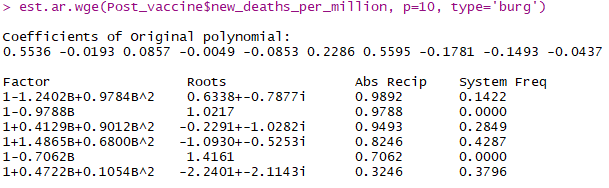 > est.ar.wge(Post_vaccine$new_deaths_per_million, p=10, type='burg')
Coefficients of Original polynomial:
0.5536 -0.0193 0.0857 -0.0049 -0.0853 0.2286 0.5595 -0.1781 -0.1493 -0.0437
Factor Roots Abs Recip System Freq
1-1.2402B+0.9784B^2 0.6338+-0.7877i 0.9892 0.1422
1-0.9788B 1.0217 0.9788 0.0000
1+0.4129B+0.9012B^2 -0.2291+-1.0282i 0.9493 0.2849
1+1.4865B+0.6800B^2 -1.0930+-0.5253i 0.8246 0.4287
1-0.7062B 1.4161 0.7062 0.0000
1+0.4722B+0.1054B^2 -2.2401+-2.1143i 0.3246 0.3796